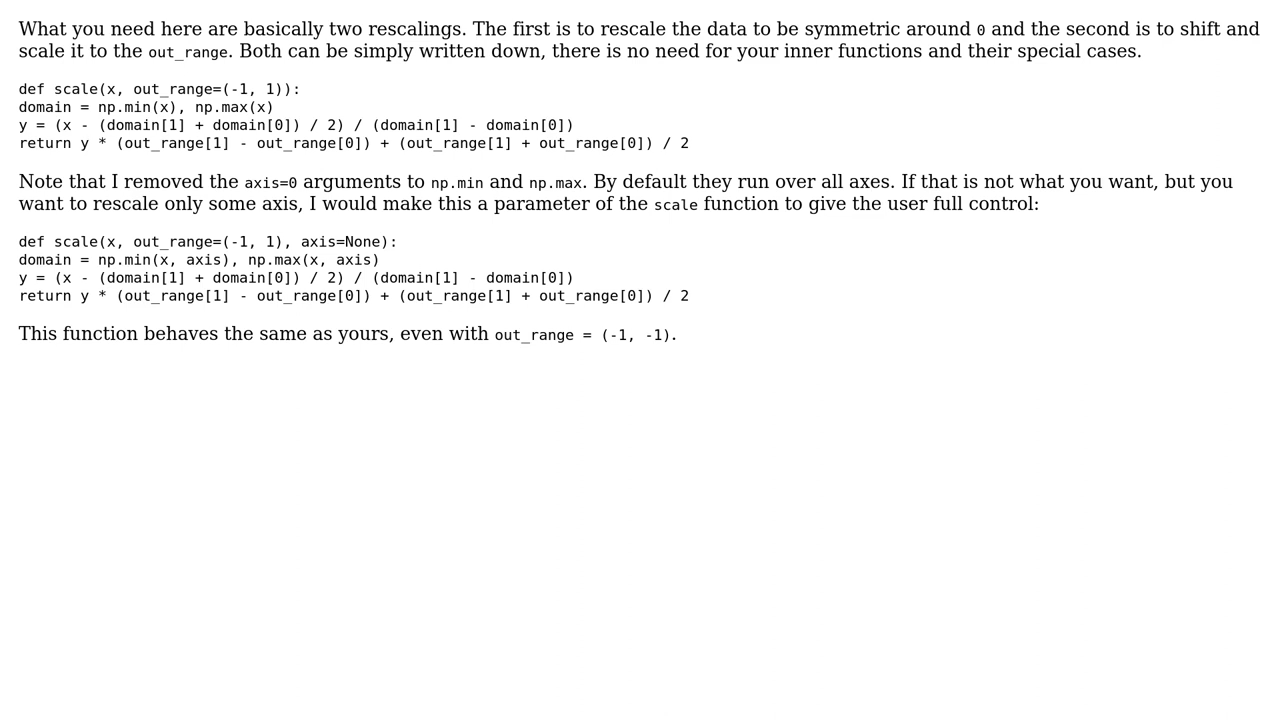 What you need here are basically two rescalings. The first is to rescale the data to be symmetric around 0 and the second is to shift and
scale it to the out_range. Both can be simply written down, there is no need for your inner functions and their special cases.
def scale(x, out_range=(-1, 1)):
domain = np.min(x), np.max(x)
y = (x - (domain[1] + domain[0]) / 2) / (domain[1] - domain[0])
return y * (out_range[1] - out_range[0]) + (out_range[1] + out_range[0]) / 2
Note that I removed the axis=0 arguments to np.min and np.max. By default they run over all axes. If that is not what you want, but you
want to rescale only some axis, I would make this a parameter of the scale function to give the user full control:
def scale(x, out_range=(-1, 1), axis=None):
domain = np.min(x, axis), np.max(x, axis)
y = (x - (domain[1] + domain[0]) / 2) / (domain[1] - domain[0])
return y * (out_range[1] - out_range[0]) + (out_range[1] + out_range[0]) / 2
This function behaves the same as yours, even with out_range = (-1, -1).